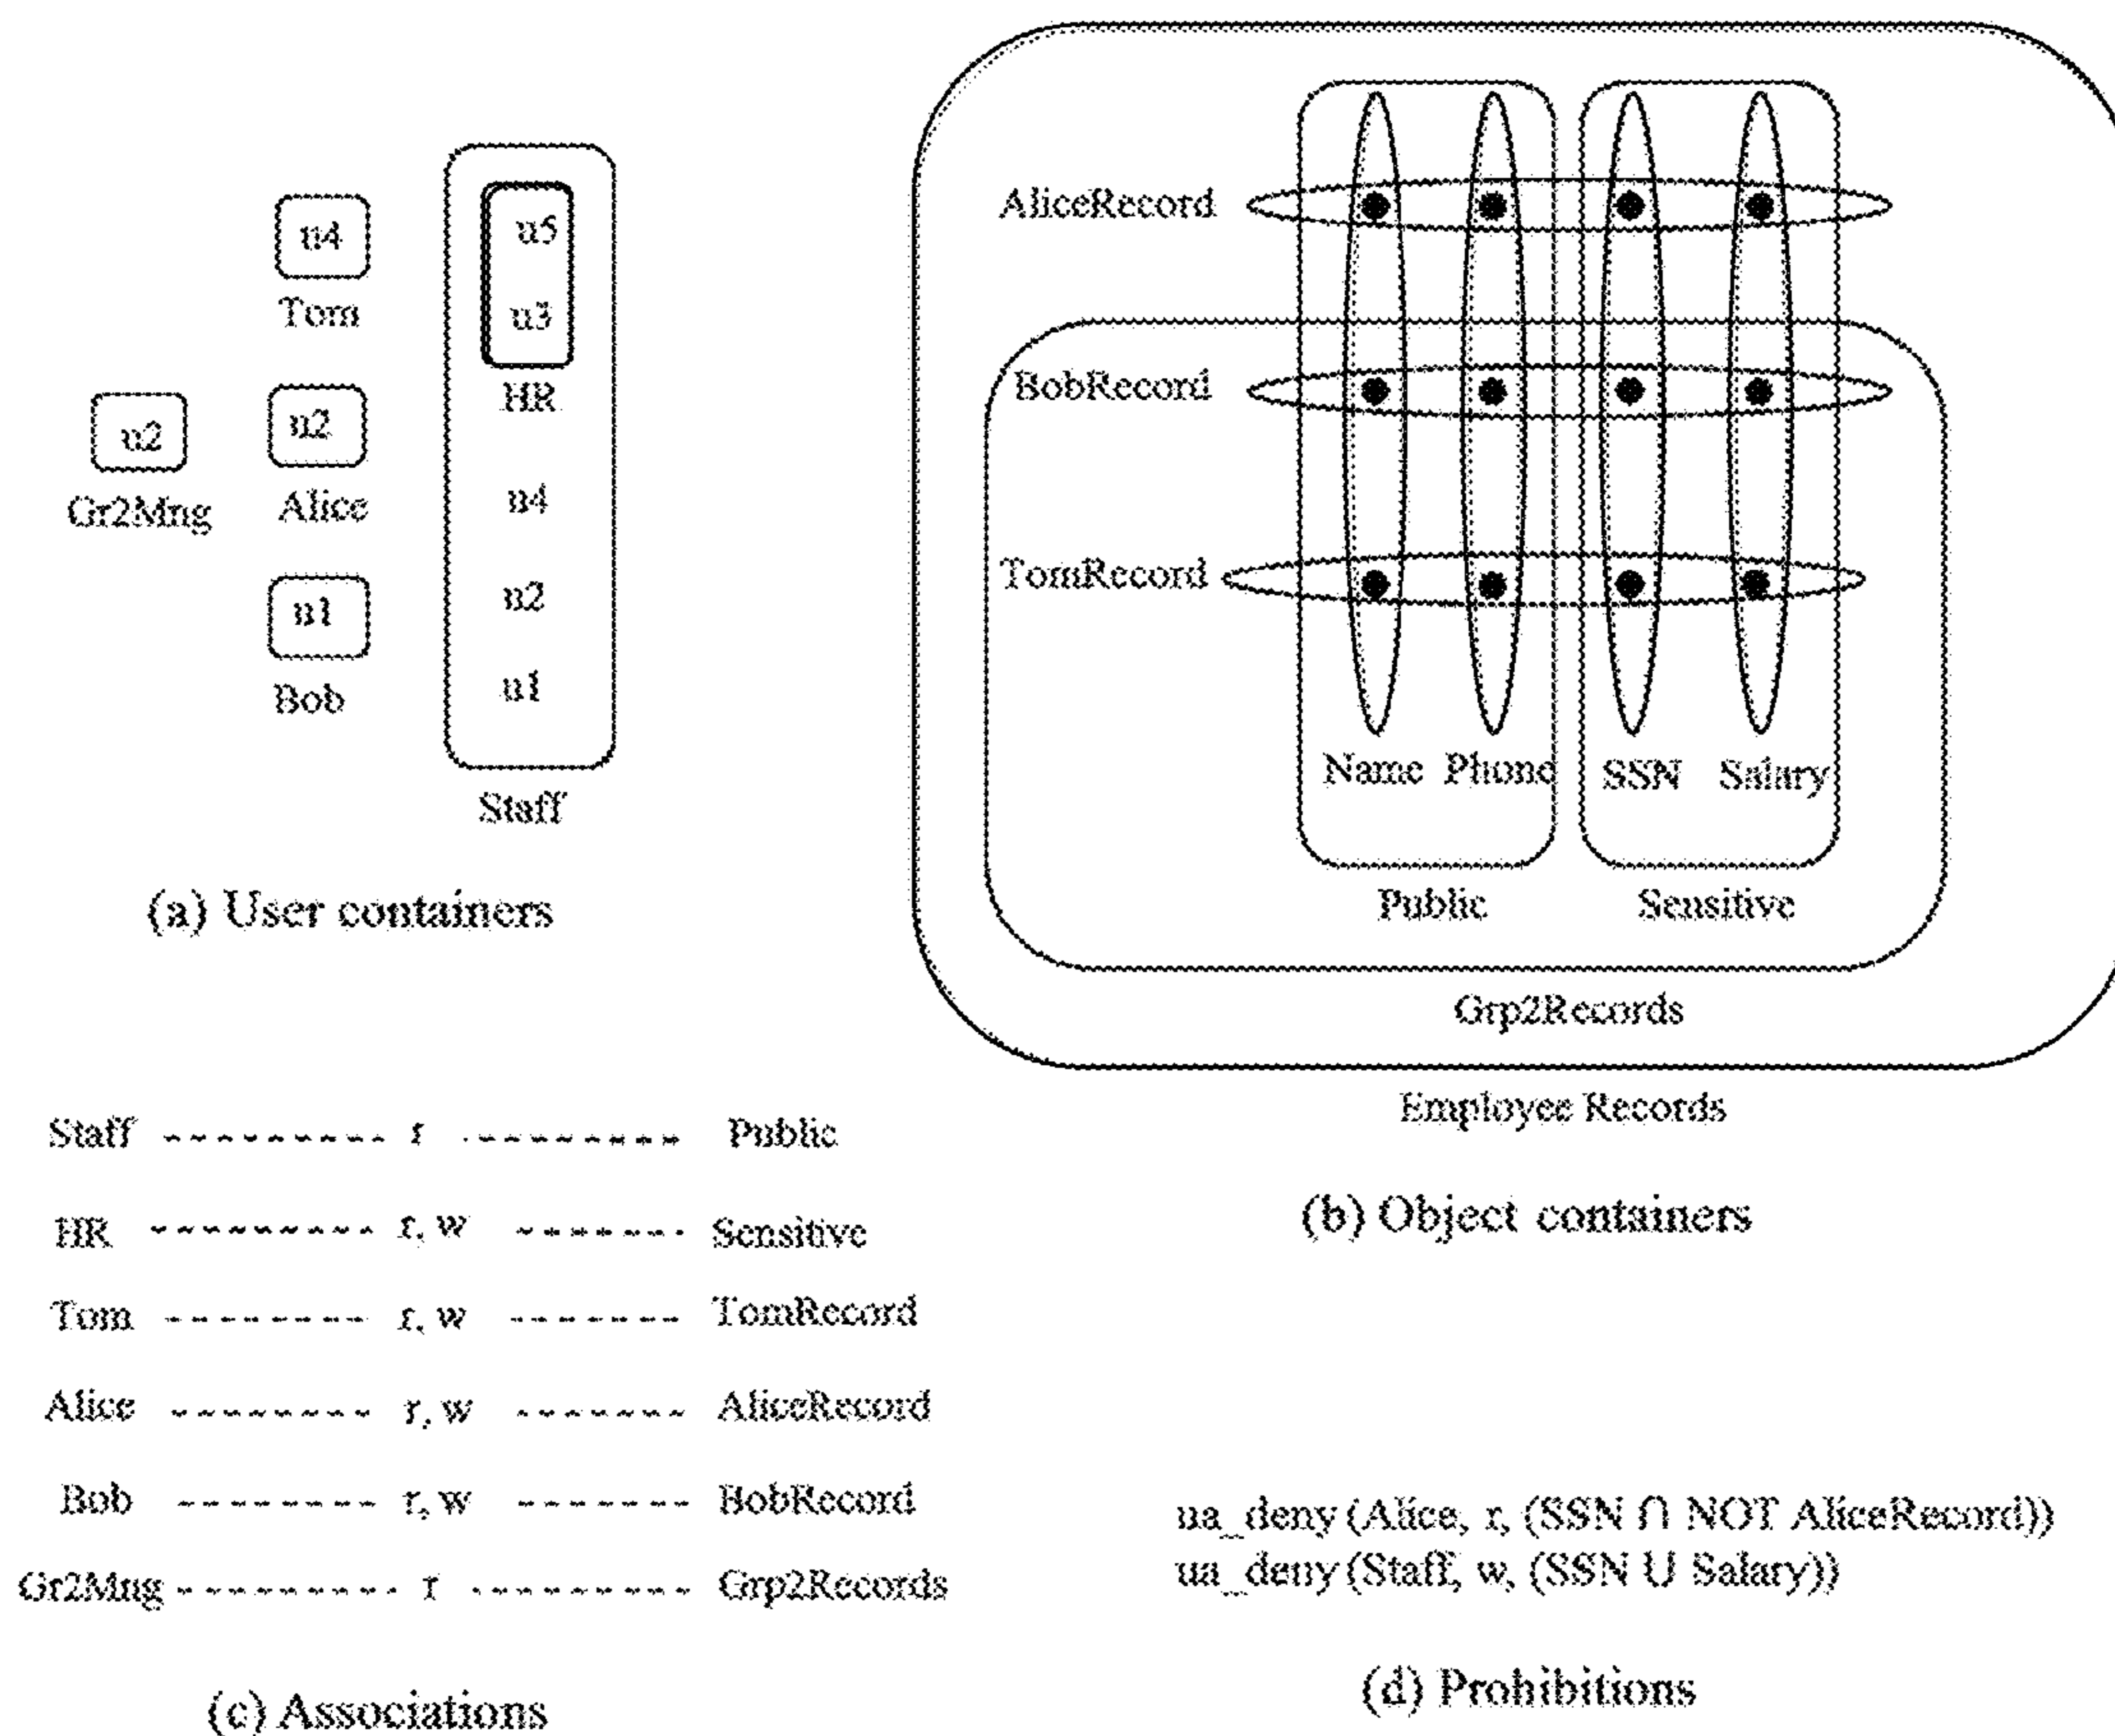 u4
Tom
u2
Gr2Mng
u2
Alice
u1
Bob
u5
u3
HR
u4
u2
u1
Staff
(a) User containers
AliceRecord
BobRecord
TomRecord
Name Phone SSN Salary
Public Sensitive
Grp2Records
Employee Records
(b) Object containers
Staff r Public
HR r, w Sensitive
Tom r, w TomRecord
Alice r, w AliceRecord
Bob r, w BobRecord
Gr2Mng r Grp2Records
(c) Associations
ua_deny (Alice, r, (SSN ∩ NOT AliceRecord))
ua_deny (Staff, w, (SSN U Salary))
(d) Prohibitions